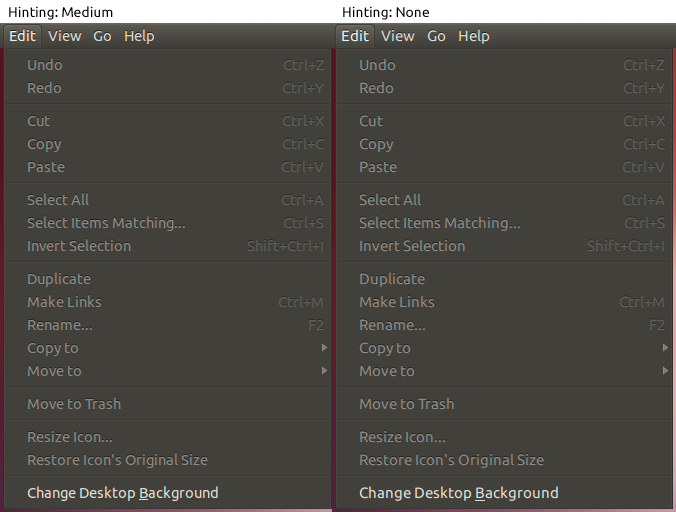 Hinting: Medium
Edit View Go Help
Undo Ctrl+Z
Redo Ctrl+Y
Cut Ctrl+X
Copy Ctrl+C
Paste Ctrl+V
Select All Ctrl+A
Select Items Matching... Ctrl+S
Invert Selection Shift+Ctrl+I
Duplicate
Make Links Ctrl+M
Rename... F2
Copy to
Move to
Move to Trash
Resize Icon...
Restore Icon's Original Size
Change Desktop Background
Hinting: None
Edit View Go Help
Undo Ctrl+Z
Redo Ctrl+Y
Cut Ctrl+X
Copy Ctrl+C
Paste Ctrl+V
Select All Ctrl+A
Select Items Matching... Ctrl+S
Invert Selection Shift+Ctrl+I
Duplicate
Make Links Ctrl+M
Rename... F2
Copy to
Move to
Move to Trash
Resize Icon...
Restore Icon's Original Size
Change Desktop Background